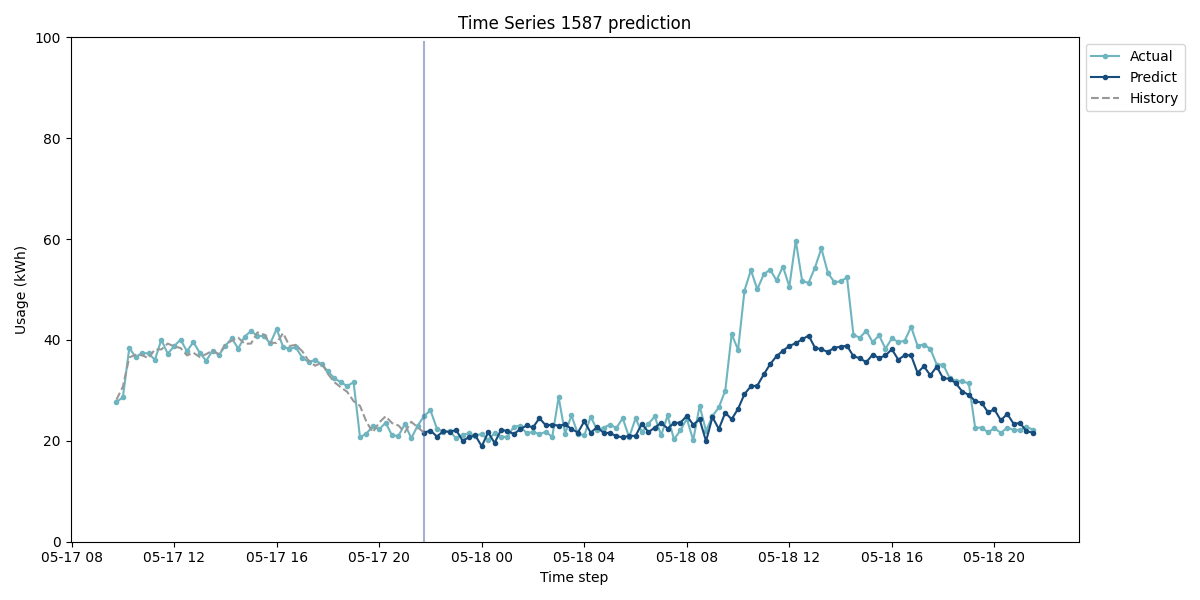 Time Series 1587 prediction
Usage (kWh)
100
80
60
40
20
0
05-17 08
05-17 12
05-17 16
05-17 20
05-18 00
05-18 04
05-18 08
05-18 12
05-18 16
05-18 20
Time step
Actual
Predict
History